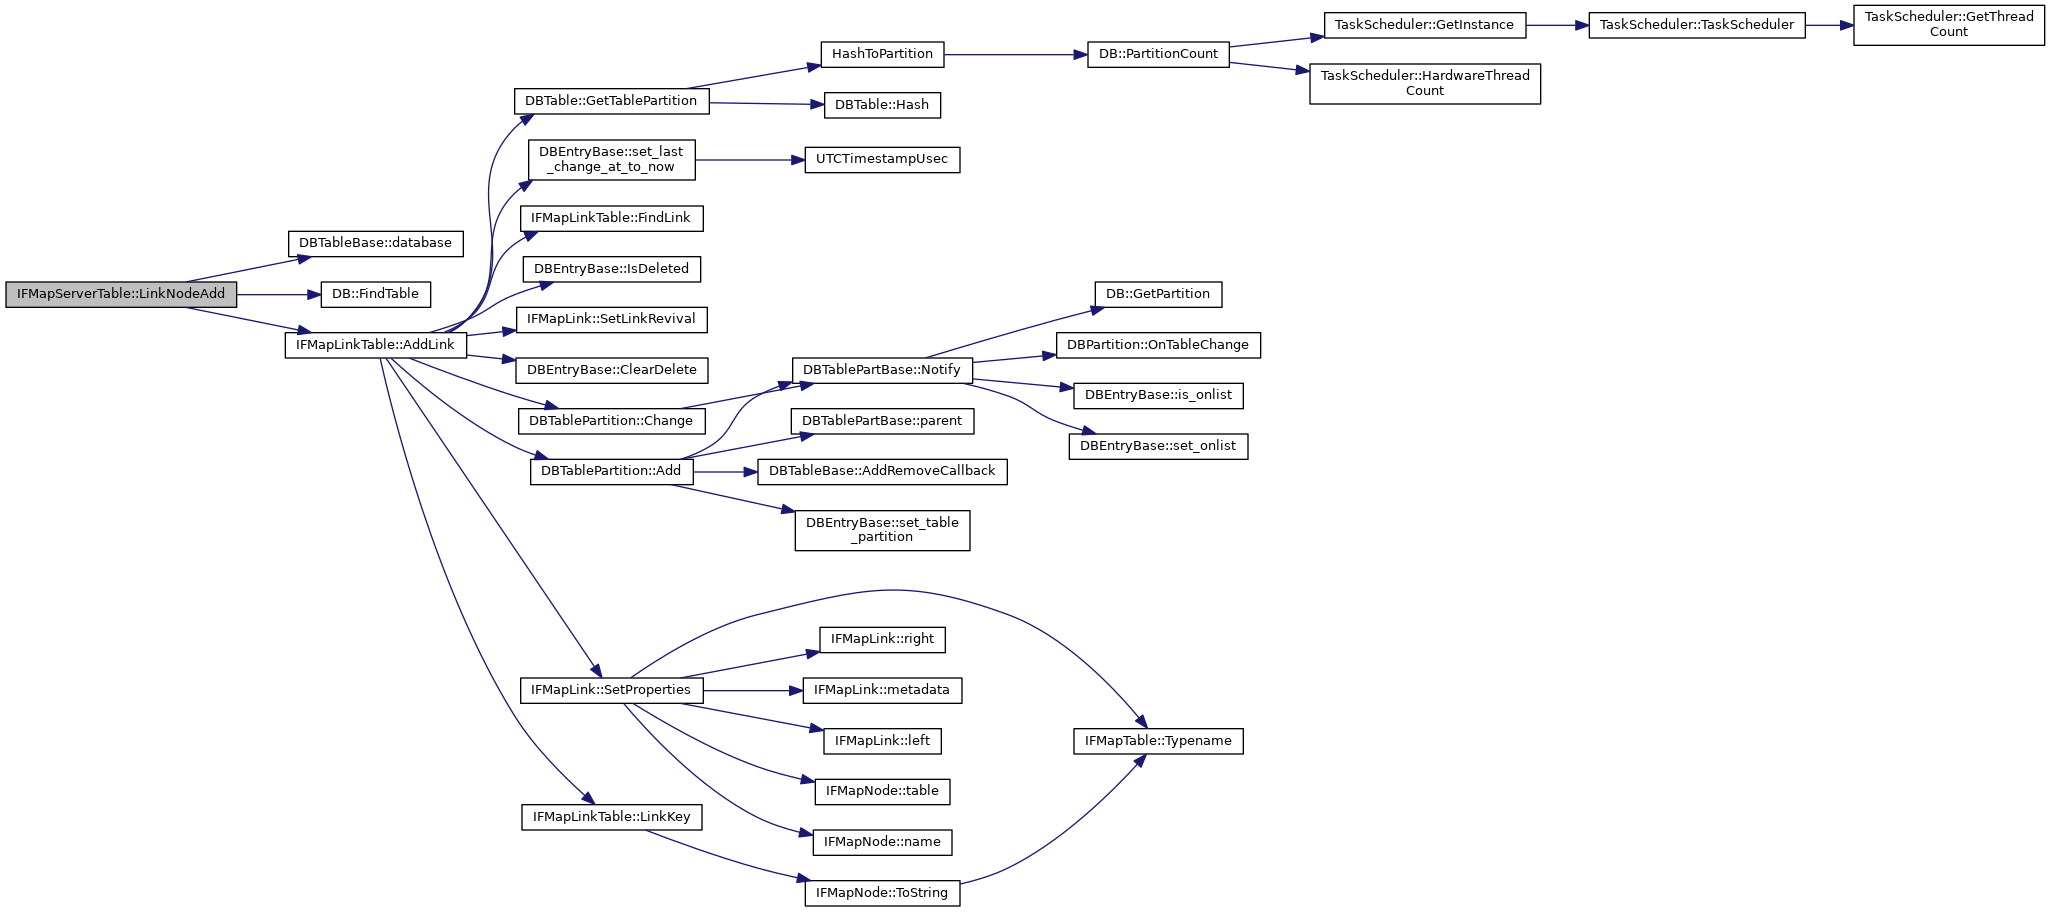 IFMapServerTable::LinkNodeAdd
DBTableBase::database
DB::FindTable
IFMapLinkTable::AddLink
DBTable::GetTablePartition
DBEntryBase::set_last
_change_at_to_now
IFMapLinkTable::FindLink
DBEntryBase::IsDeleted
IFMapLink::SetLinkRevival
DBEntryBase::ClearDelete
DBTablePartition::Change
DBTablePartition::Add
IFMapLink::SetProperties
IFMapLinkTable::LinkKey
HashToPartition
DBTable::Hash
UTCTimestampUsec
DBTablePartBase::Notify
DBTablePartBase::parent
DBTableBase::AddRemoveCallback
DBEntryBase::set_table
_partition
IFMapLink::right
IFMapLink::metadata
IFMapLink::left
IFMapNode::table
IFMapNode::name
IFMapNode::ToString
DB::PartitionCount
DB::GetPartition
DBPartition::OnTableChange
DBEntryBase::is_onlist
DBEntryBase::set_onlist
IFMapTable::Typename
TaskScheduler::GetInstance
TaskScheduler::HardwareThread
Count
TaskScheduler::TaskScheduler
TaskScheduler::GetThread
Count